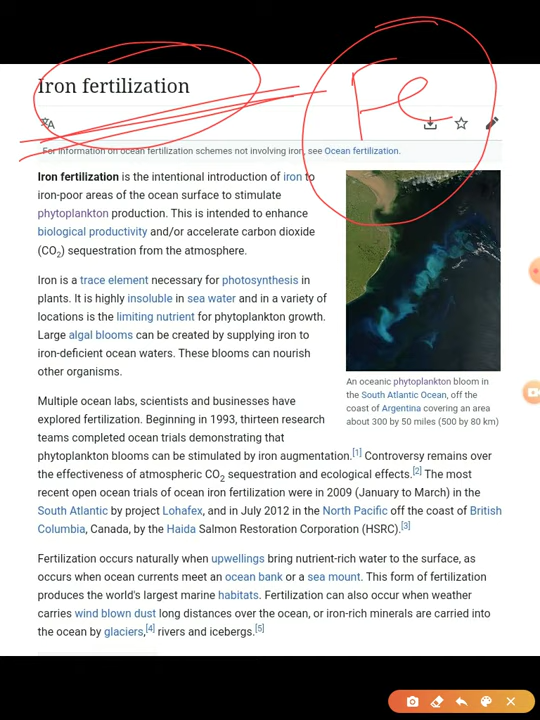 Iron fertilization
Fe
For information on ocean fertilization schemes not involving iron, see Ocean fertilization.
Iron fertilization is the intentional introduction of iron to
iron-poor areas of the ocean surface to stimulate
phytoplankton production. This is intended to enhance
biological productivity and/or accelerate carbon dioxide
(CO2) sequestration from the atmosphere.
Iron is a trace element necessary for photosynthesis in
plants. It is highly insoluble in sea water and in a variety of
locations is the limiting nutrient for phytoplankton growth.
Large algal blooms can be created by supplying iron to
iron-deficient ocean waters. These blooms can nourish
other organisms.
An oceanic phytoplankton bloom in
the South Atlantic Ocean, off the
coast of Argentina covering an area
about 300 by 50 miles (500 by 80 km)
Multiple ocean labs, scientists and businesses have
explored fertilization. Beginning in 1993, thirteen research
teams completed ocean trials demonstrating that
phytoplankton blooms can be stimulated by iron augmentation.[1] Controversy remains over
the effectiveness of atmospheric CO2 sequestration and ecological effects.[2] The most
recent open ocean trials of ocean iron fertilization were in 2009 (January to March) in the
South Atlantic by project Lohafex, and in July 2012 in the North Pacific off the coast of British
Columbia, Canada, by the Haida Salmon Restoration Corporation (HSRC).[3]
Fertilization occurs naturally when upwellings bring nutrient-rich water to the surface, as
occurs when ocean currents meet an ocean bank or a sea mount. This form of fertilization
produces the world's largest marine habitats. Fertilization can also occur when weather
carries wind blown dust long distances over the ocean, or iron-rich minerals are carried into
the ocean by glaciers,[4] rivers and icebergs.[5]